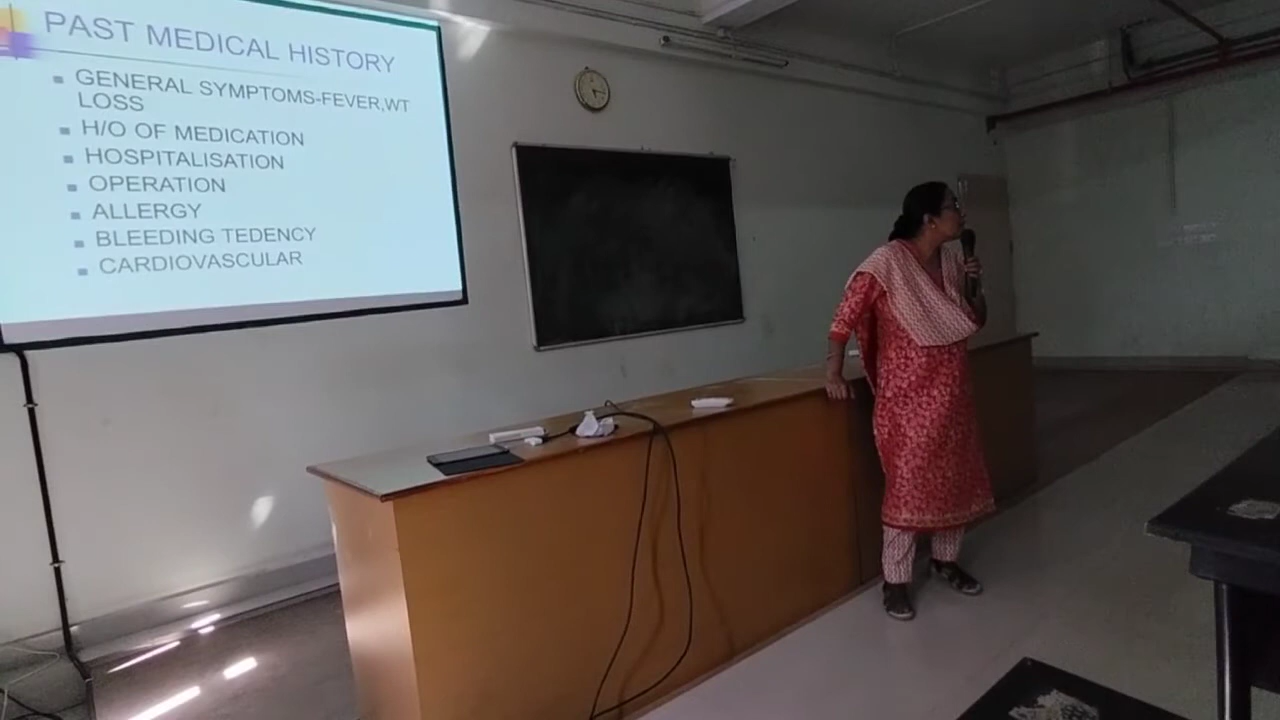 PAST MEDICAL HISTORY
GENERAL SYMPTOMS-FEVER,WT
LOSS
H/O OF MEDICATION
HOSPITALISATION
OPERATION
ALLERGY
BLEEDING TEDENCY
CARDIOVASCULAR